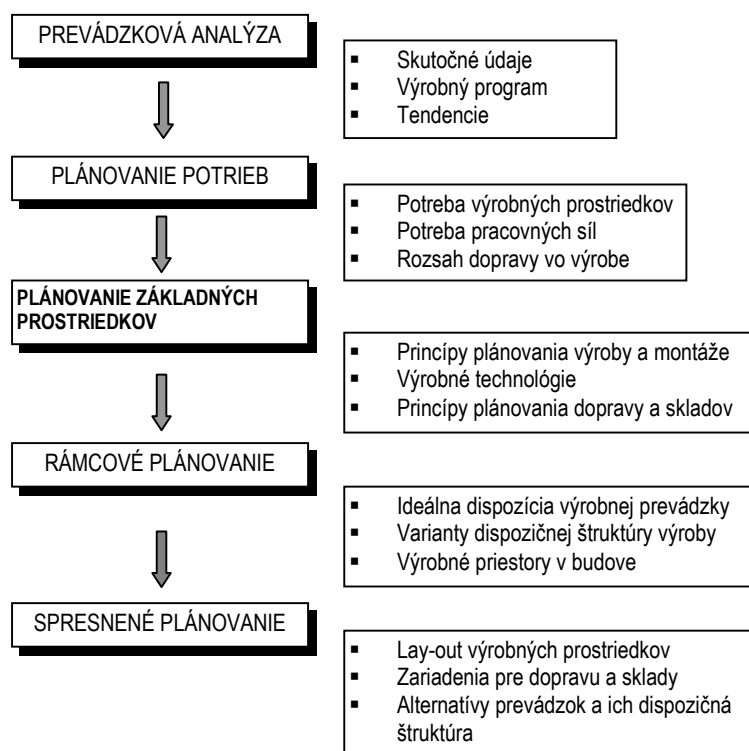 PREVÁDZKOVÁ ANALÝZA
▪ Skutočné údaje
▪ Výrobný program
▪ Tendencie
PLÁNOVANIE POTRIEB
▪ Potreba výrobných prostriedkov
▪ Potreba pracovných síl
▪ Rozsah dopravy vo výrobe
PLÁNOVANIE ZÁKLADNÝCH
PROSTRIEDKOV
▪ Princípy plánovania výroby a montáže
▪ Výrobné technológie
▪ Princípy plánovania dopravy a skladov
RÁMCOVÉ PLÁNOVANIE
▪ Ideálna dispozícia výrobnej prevádzky
▪ Varianty dispozičnej štruktúry výroby
▪ Výrobné priestory v budove
SPRESNENÉ PLÁNOVANIE
▪ Lay-out výrobných prostriedkov
▪ Zariadenia pre dopravu a sklady
▪ Alternatívy prevádzok a ich dispozičná
štruktúra